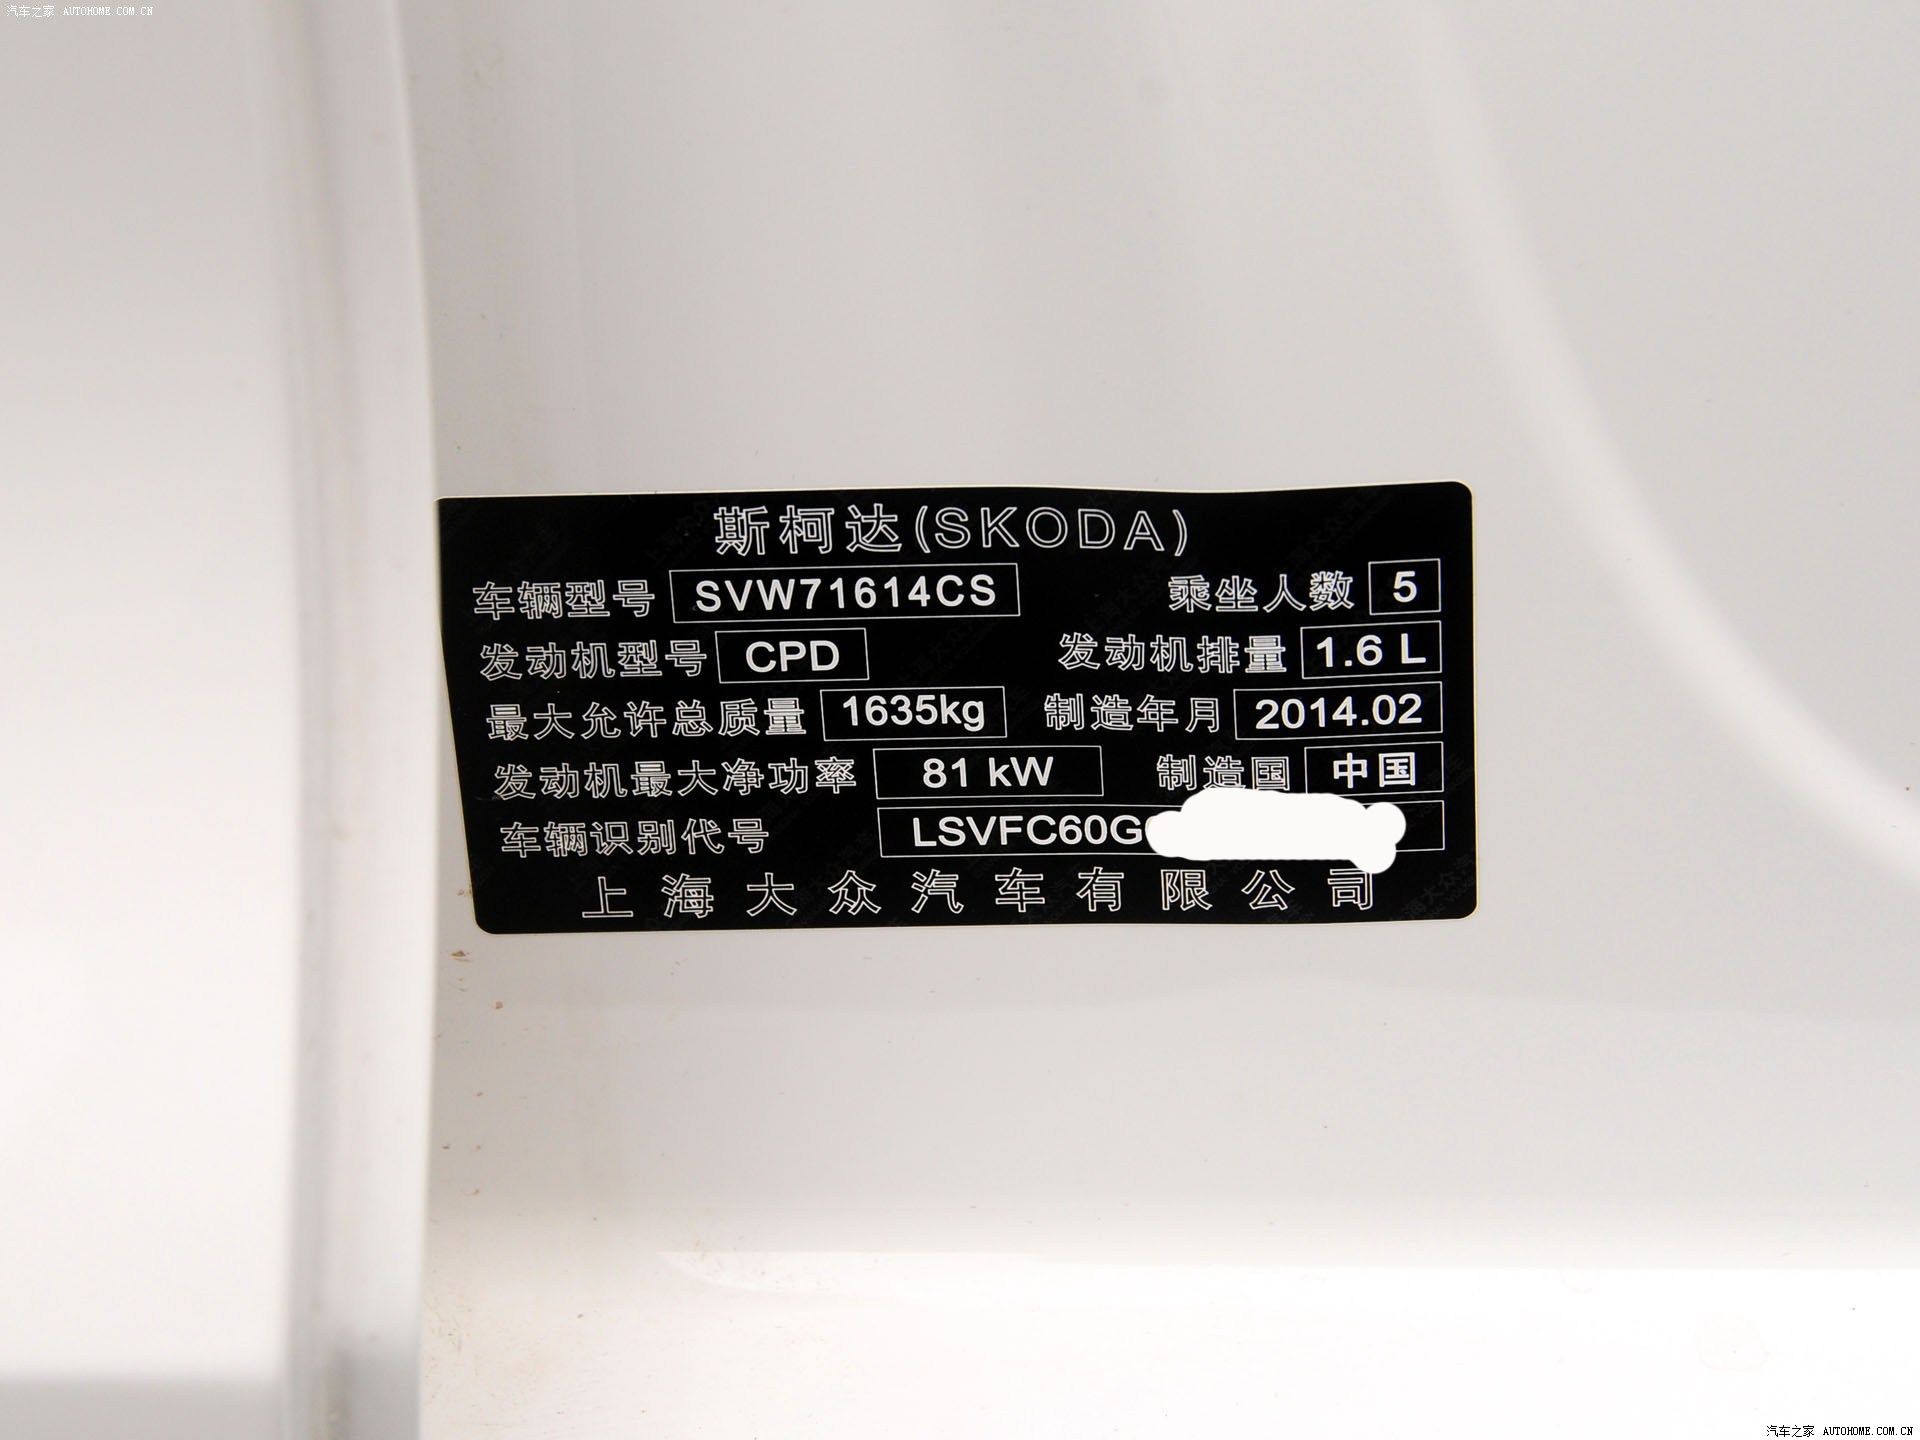 汽车之家 AUTOHOME.COM.CN
斯柯达(SKODA)
车辆型号 SVW71614CS 乘坐人数 5
发动机型号 CPD 发动机排量 1.6 L
最大允许总质量 1635kg 制造年月 2014.02
发动机最大净功率 81 kW 制造国 中国
车辆识别代号 LSVFC60G
上海大众汽车有限公司
汽车之家 AUTOHOME.COM.CN